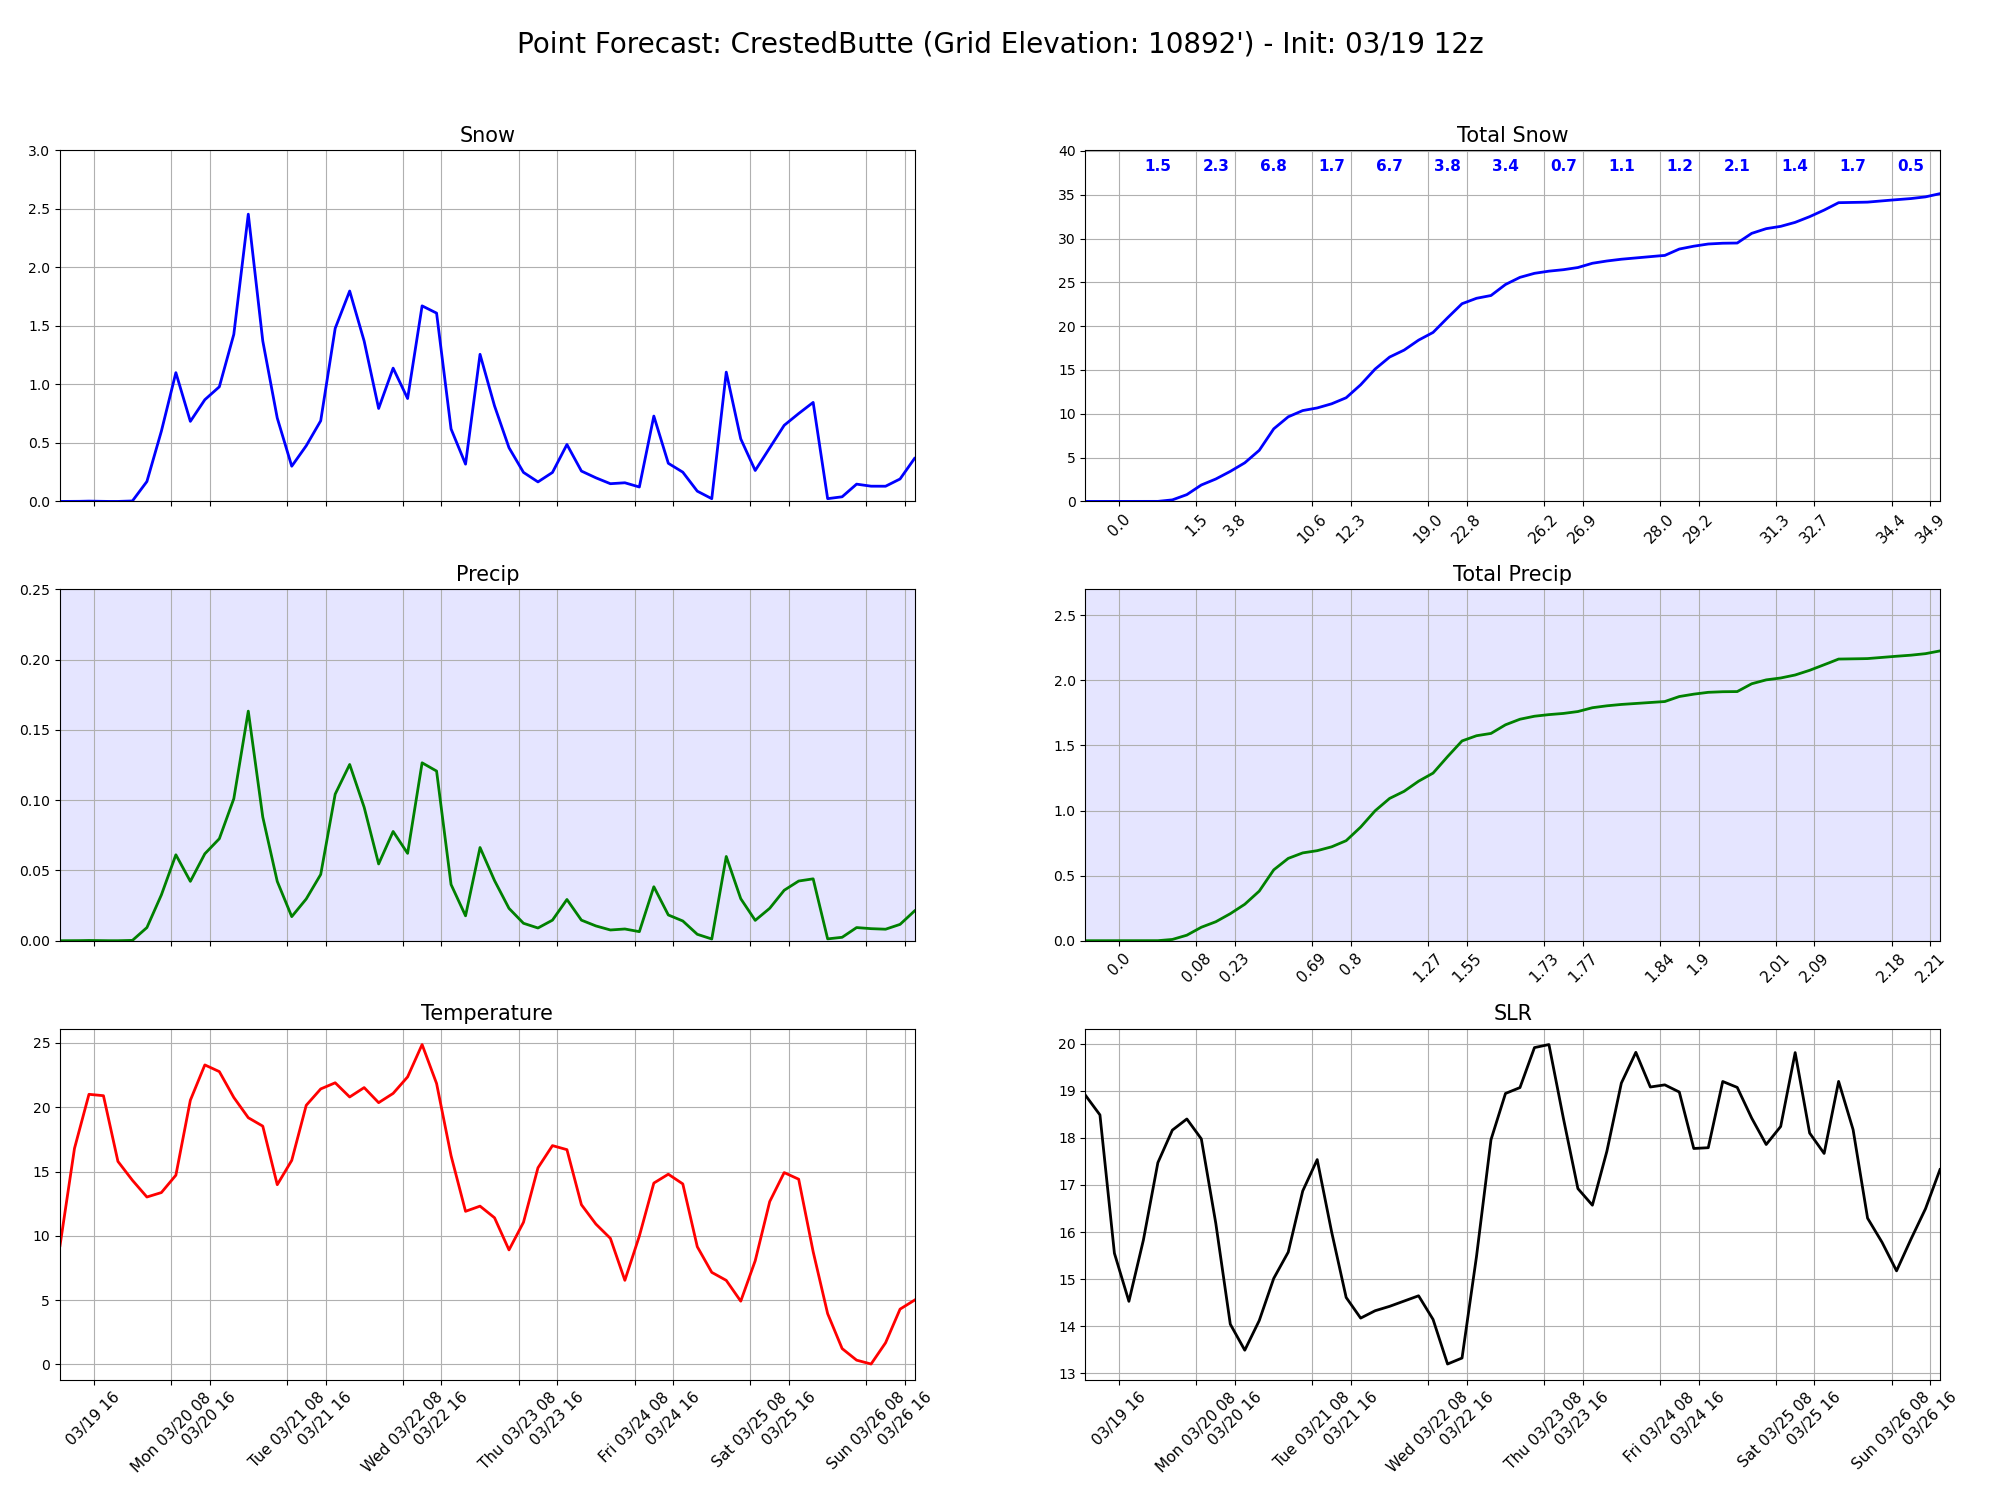 Point Forecast: CrestedButte (Grid Elevation: 10892') - Init: 03/19 12z
Snow
3.0
2.5
2.0
1.5
1.0
0.5
0.0
Total Snow
40
35
30
25
20
15
10
5
0
1.5 2.3 6.8 1.7 6.7 3.8 3.4 0.7 1.1 1.2 2.1 1.4 1.7 0.5
0.0 1.5 3.8 10.6 12.3 19.0 22.8 26.2 26.9 28.0 29.2 31.3 32.7 34.4 34.9
Precip
0.25
0.20
0.15
0.10
0.05
0.00
Total Precip
2.5
2.0
1.5
1.0
0.5
0.0
0.0 0.08 0.23 0.69 0.8 1.27 1.55 1.73 1.77 1.84 1.9 2.01 2.09 2.18 2.21
Temperature
25
20
15
10
5
0
03/19 16
Mon 03/20 08
03/20 16
Tue 03/21 08
03/21 16
Wed 03/22 08
03/22 16
Thu 03/23 08
03/23 16
Fri 03/24 08
03/24 16
Sat 03/25 08
03/25 16
Sun 03/26 08
03/26 16
SLR
20
19
18
17
16
15
14
13
03/19 16
Mon 03/20 08
03/20 16
Tue 03/21 08
03/21 16
Wed 03/22 08
03/22 16
Thu 03/23 08
03/23 16
Fri 03/24 08
03/24 16
Sat 03/25 08
03/25 16
Sun 03/26 08
03/26 16